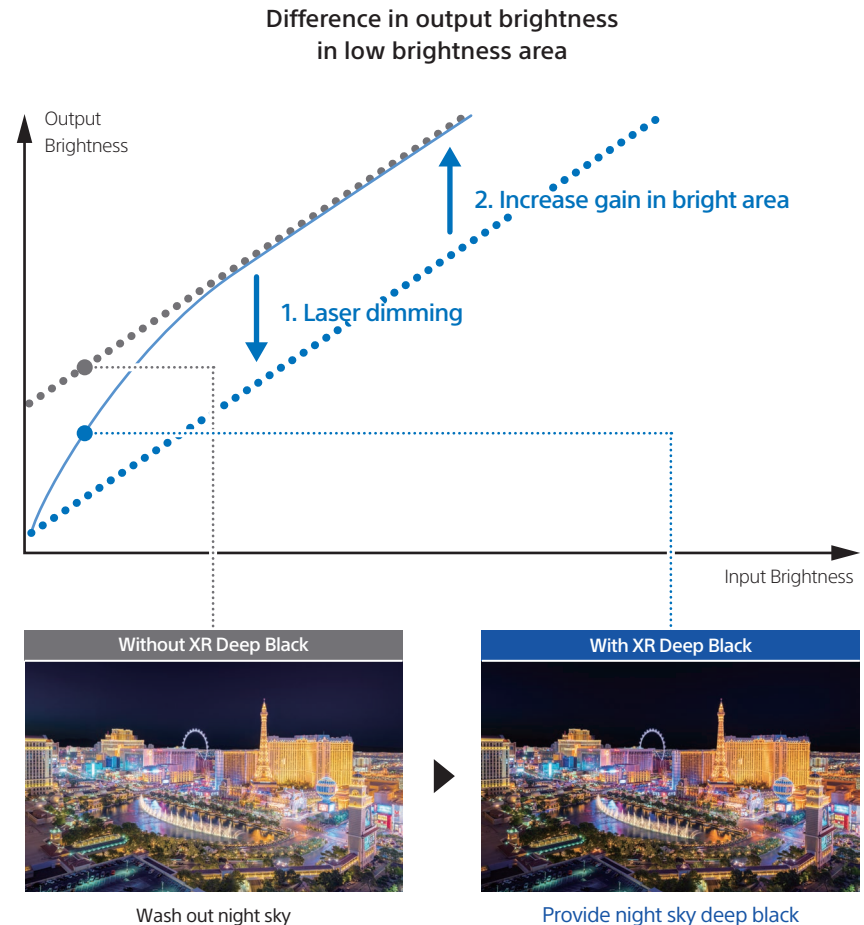 Difference in output brightness
in low brightness area
Output
Brightness
2. Increase gain in bright area
1. Laser dimming
Input Brightness
Without XR Deep Black
With XR Deep Black
Wash out night sky
Provide night sky deep black